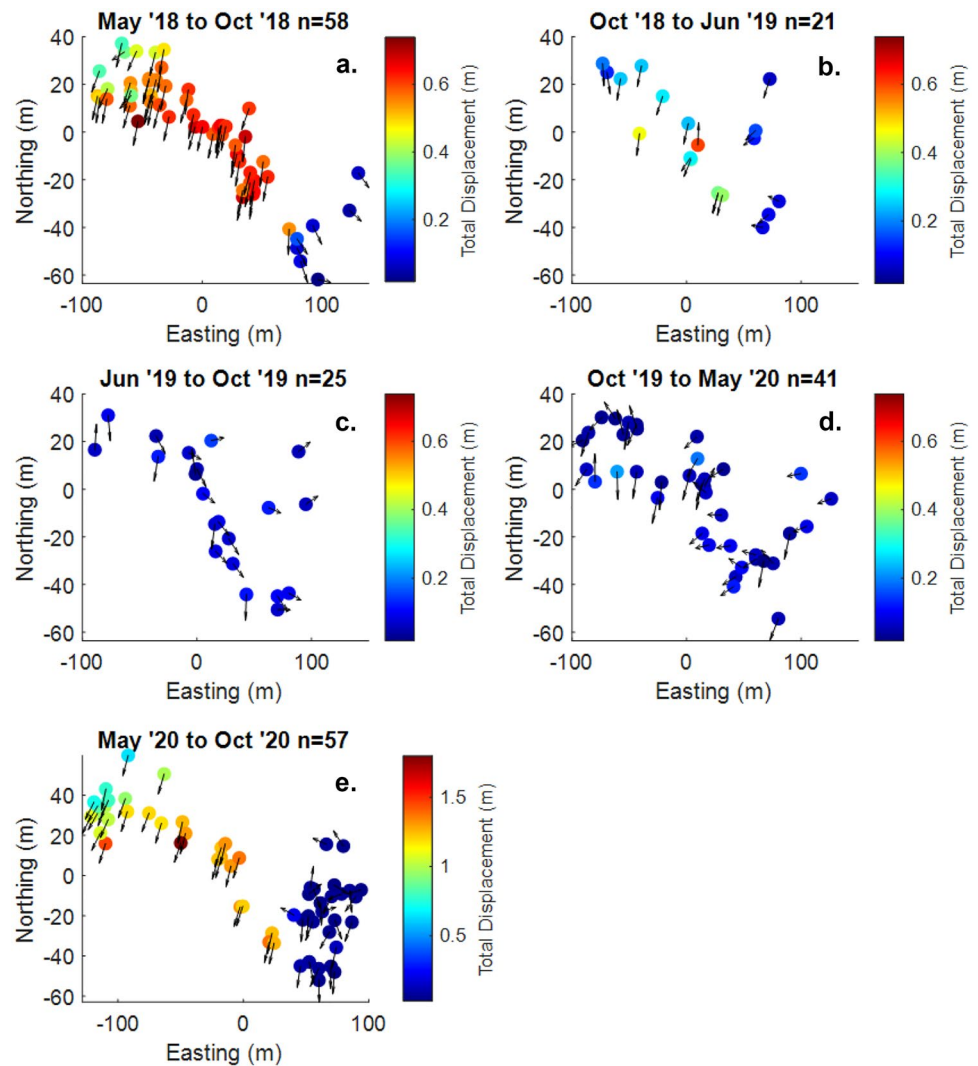 May '18 to Oct '18 n=58
a.
40
20
0
-20
-40
-60
Northing (m)
-100
0
100
Easting (m)
0.6
0.4
0.2
Total Displacement (m)
Oct '18 to Jun '19 n=21
b.
40
20
0
-20
-40
-60
Northing (m)
-100
0
100
Easting (m)
0.6
0.4
0.2
Total Displacement (m)
Jun '19 to Oct '19 n=25
c.
40
20
0
-20
-40
-60
Northing (m)
-100
0
100
Easting (m)
0.6
0.4
0.2
Total Displacement (m)
Oct '19 to May '20 n=41
d.
40
20
0
-20
-40
-60
Northing (m)
-100
0
100
Easting (m)
0.6
0.4
0.2
Total Displacement (m)
May '20 to Oct '20 n=57
e.
40
20
0
-20
-40
-60
Northing (m)
-100
0
100
Easting (m)
1.5
1
0.5
Total Displacement (m)